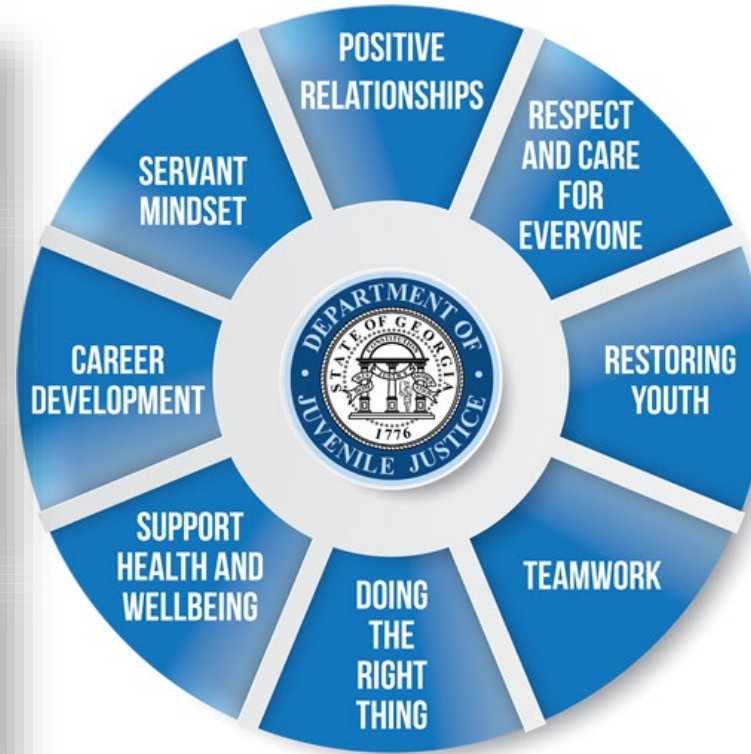 POSITIVE
RELATIONSHIPS
RESPECT
AND CARE
FOR
EVERYONE
RESTORING
YOUTH
TEAMWORK
DOING
THE
RIGHT
THING
SUPPORT
HEALTH AND
WELLBEING
CAREER
DEVELOPMENT
SERVANT
MINDSET
DEPARTMENT OF
JUVENILE JUSTICE
STATE OF GEORGIA
CONSTITUTION
1776